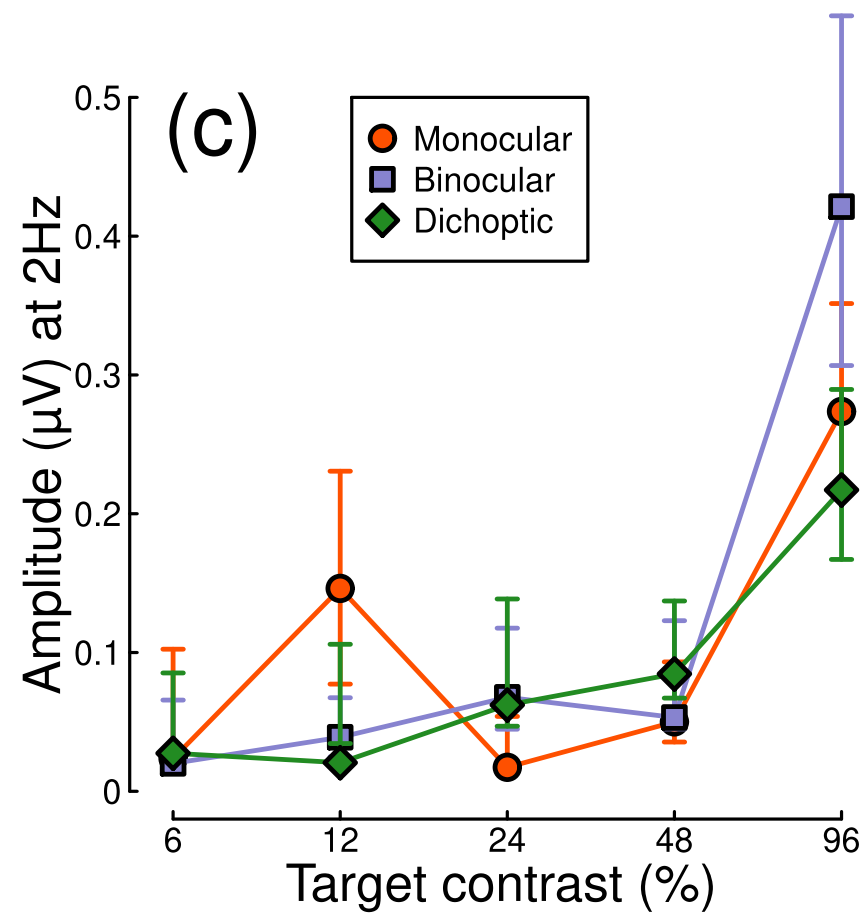 (c)
Monocular
Binocular
Dichoptic
Amplitude (µV) at 2Hz
0.5
0.4
0.3
0.2
0.1
0
6 12 24 48 96
Target contrast (%)